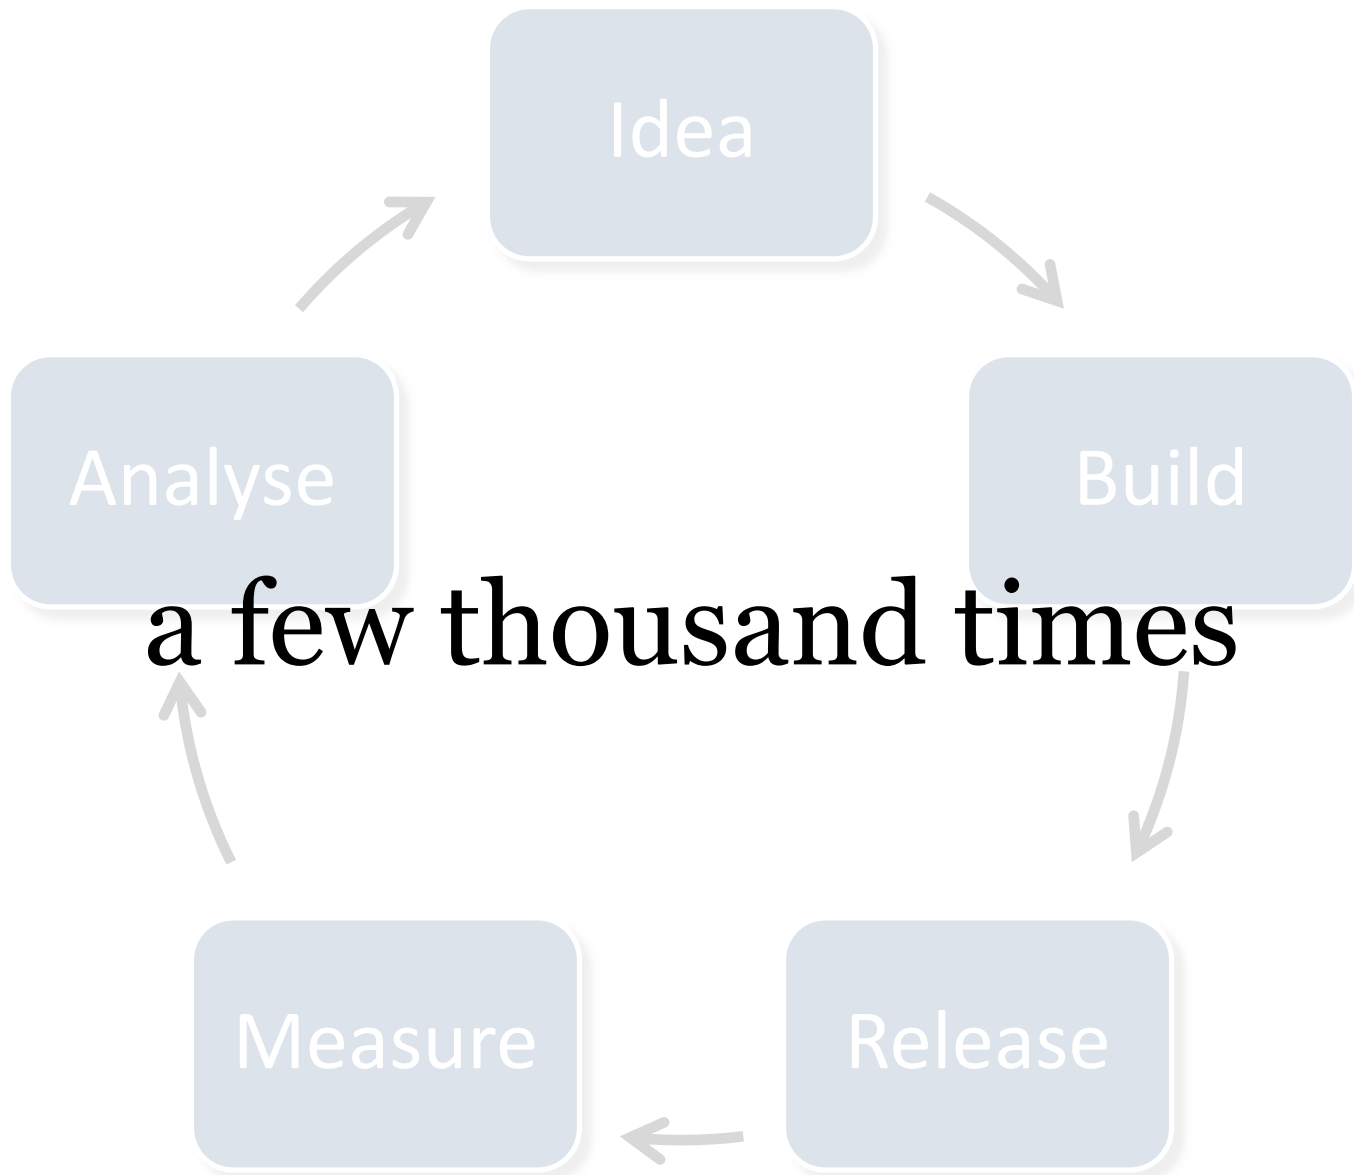 Idea
Analyse
Build
a few thousand times
Measure
Release